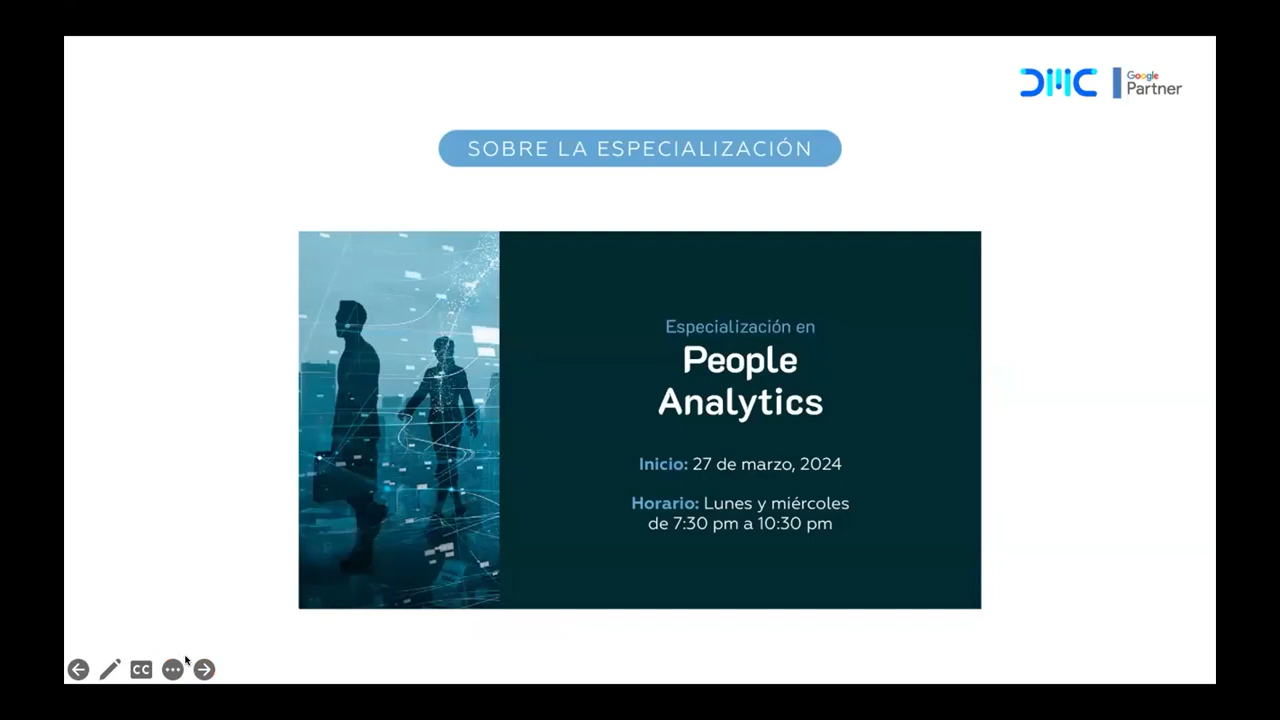 DMC
Google
Partner
SOBRE LA ESPECIALIZACIÓN
Especialización en
People
Analytics
Inicio: 27 de marzo, 2024
Horario: Lunes y miércoles
de 7:30 pm a 10:30 pm
CC